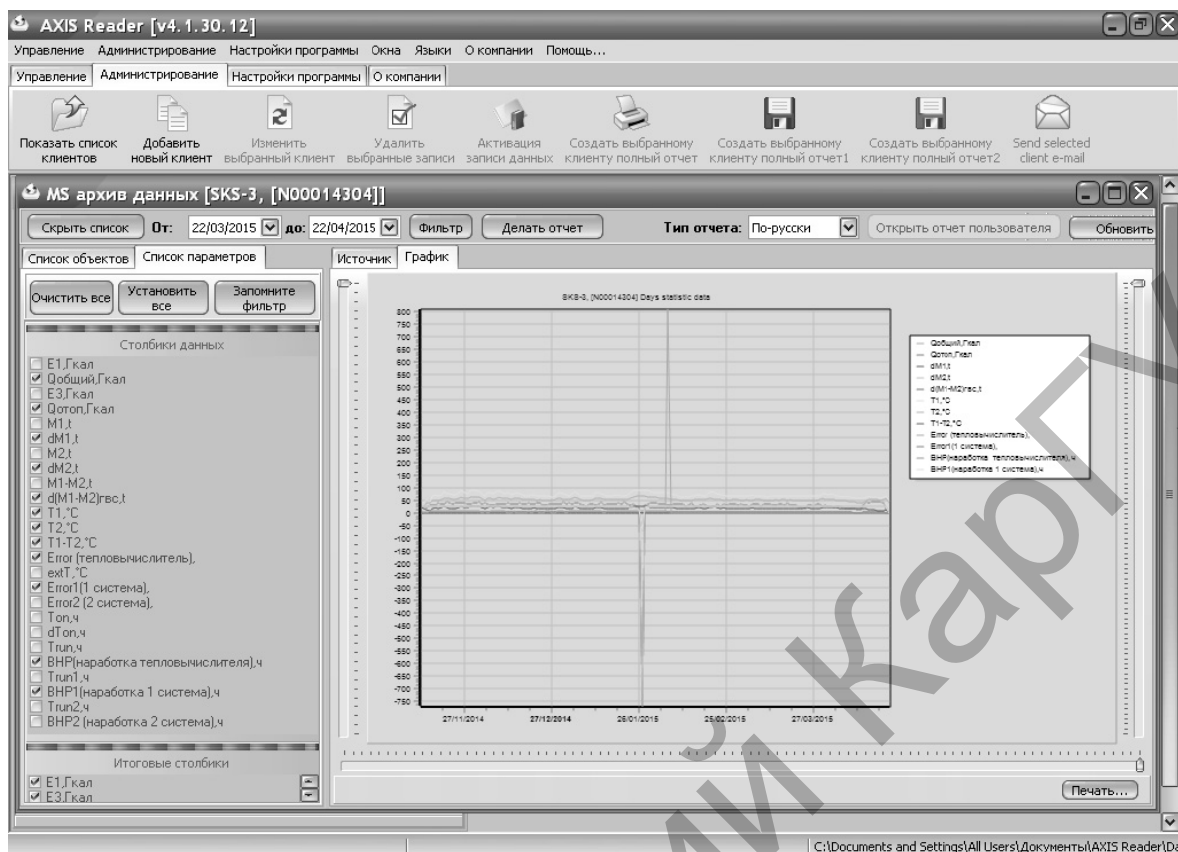 AXIS Reader [v4.1.30.12]
Управление Администрирование Настройки программы Окна Языки О компании Помощь...
Управление Администрирование Настройки программы О компании
Показать список клиентов
Добавить новый клиент
Изменить выбранный клиент
Удалить выбранные записи
Активация записи данных
Создать выбранному клиенту полный отчет
Создать выбранному клиенту полный отчет1
Создать выбранному клиенту полный отчет2
Send selected client e-mail
MS архив данных [SKS-3, [N00014304]]
Скрыть список От: 22/03/2015 до: 22/04/2015 Фильтр Делать отчет Тип отчета: По-русски Открыть отчет пользователя Обновить
Список объектов Список параметров
Источник График
Очистить все
Установить все
Запомните фильтр
Столбики данных
E1,Гкал
Qобщий,Гкал
E3,Гкал
Qотоп,Гкал
M1,t
dM1,t
M2,t
dM2,t
M1-M2,t
d(M1-M2)гвс,t
T1,°C
T2,°C
T1-T2,°C
Error (тепловычислитель),
extT,°C
Error1(1 система),
Error2 (2 система),
Ton,ч
dTon,ч
Trun,ч
ВНР(наработка тепловычислителя),ч
Trun1,ч
ВНР1(наработка 1 система),ч
Trun2,ч
ВНР2 (наработка 2 система),ч
Итоговые столбики
E1,Гкал
E3,Гкал
SKS-3, [N00014304] Days statistic data
800
750
700
650
600
550
500
450
400
350
300
250
200
150
100
50
0
-50
-100
-150
-200
-250
-300
-350
-400
-450
-500
-550
-600
-650
-700
-750
27/11/2014 27/12/2014 26/01/2015 25/02/2015 27/03/2015
Qобщий,Гкал
Qотоп,Гкал
dM1,t
dM2,t
d(M1-M2)гвс,t
T1,°C
T2,°C
T1-T2,°C
Error (тепловычислитель),
Error1(1 система),
ВНР(наработка тепловычислителя),ч
ВНР1(наработка 1 система),ч
Печать...
C:\Documents and Settings\All Users\Документы\AXIS Reader\Da
ий КарГУ